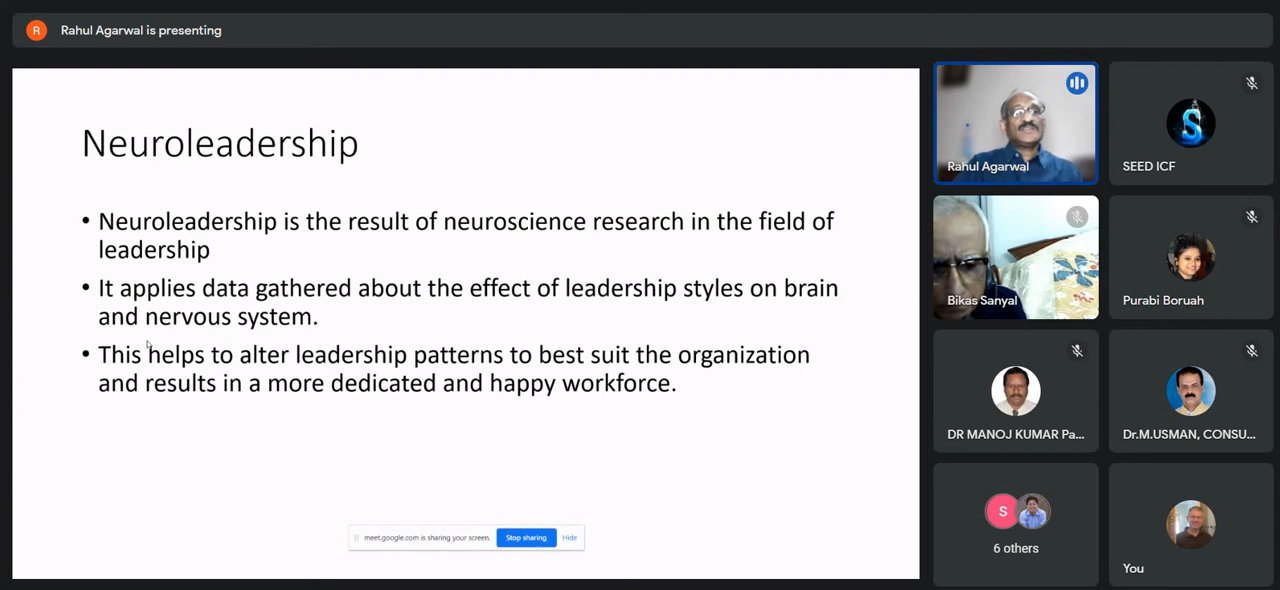 R
Rahul Agarwal is presenting
Neuroleadership
• Neuroleadership is the result of neuroscience research in the field of
leadership
• It applies data gathered about the effect of leadership styles on brain
and nervous system.
• This helps to alter leadership patterns to best suit the organization
and results in a more dedicated and happy workforce.
meet.google.com is sharing your screen. Stop sharing Hide
Rahul Agarwal
S
SEED ICF
Bikas Sanyal
Purabi Boruah
DR MANOJ KUMAR Pa...
Dr.M.USMAN, CONSU...
S
6 others
You